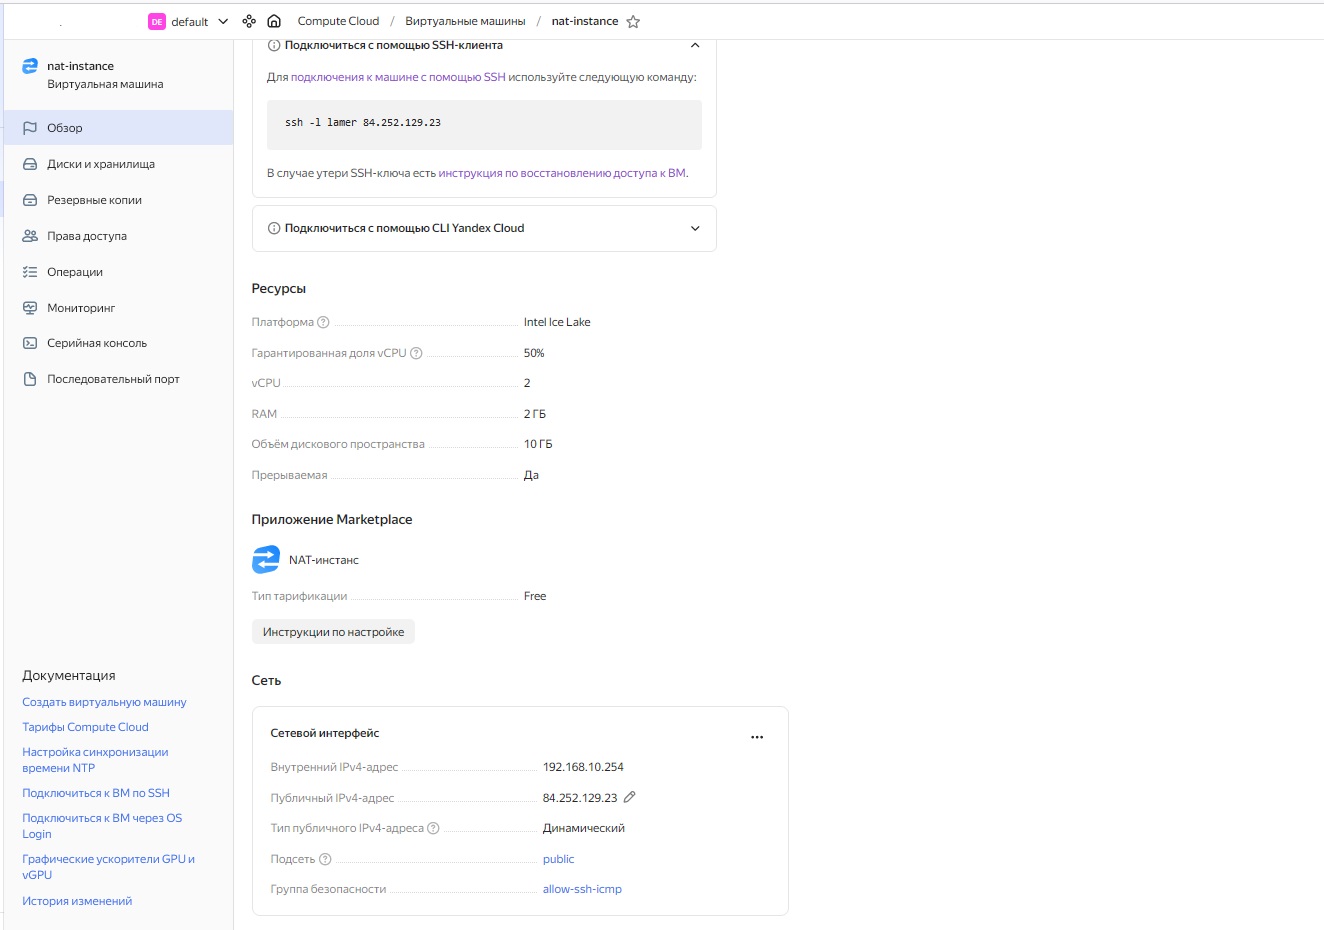 DE default Compute Cloud / Виртуальные машины / nat-instance
nat-instance
Виртуальная машина
Обзор
Диски и хранилища
Резервные копии
Права доступа
Операции
Мониторинг
Серийная консоль
Последовательный порт
Документация
Создать виртуальную машину
Тарифы Compute Cloud
Настройка синхронизации
времени NTP
Подключиться к ВМ по SSH
Подключиться к ВМ через OS
Login
Графические ускорители GPU и
vGPU
История изменений
Подключиться с помощью SSH-клиента
Для подключения к машине с помощью SSH используйте следующую команду:
ssh -l lamer 84.252.129.23
В случае утери SSH-ключа есть инструкция по восстановлению доступа к ВМ.
Подключиться с помощью CLI Yandex Cloud
Ресурсы
Платформа Intel Ice Lake
Гарантированная доля vCPU 50%
vCPU 2
RAM 2 ГБ
Объём дискового пространства 10 ГБ
Прерываемая Да
Приложение Marketplace
NAT-инстанс
Тип тарификации Free
Инструкции по настройке
Сеть
Сетевой интерфейс
Внутренний IPv4-адрес 192.168.10.254
Публичный IPv4-адрес 84.252.129.23
Тип публичного IPv4-адреса Динамический
Подсеть public
Группа безопасности allow-ssh-icmp